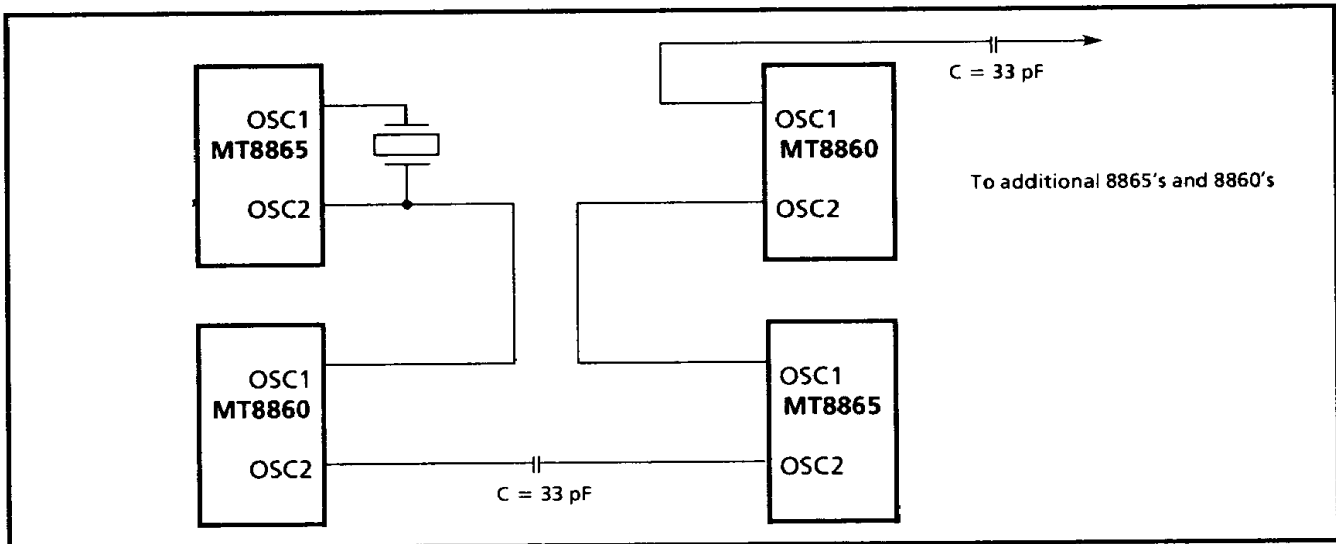 C = 33 pF
OSC1
MT8865
OSC2
OSC1
MT8860
OSC2
To additional 8865's and 8860's
OSC1
MT8860
OSC2
OSC1
MT8865
OSC2
C = 33 pF